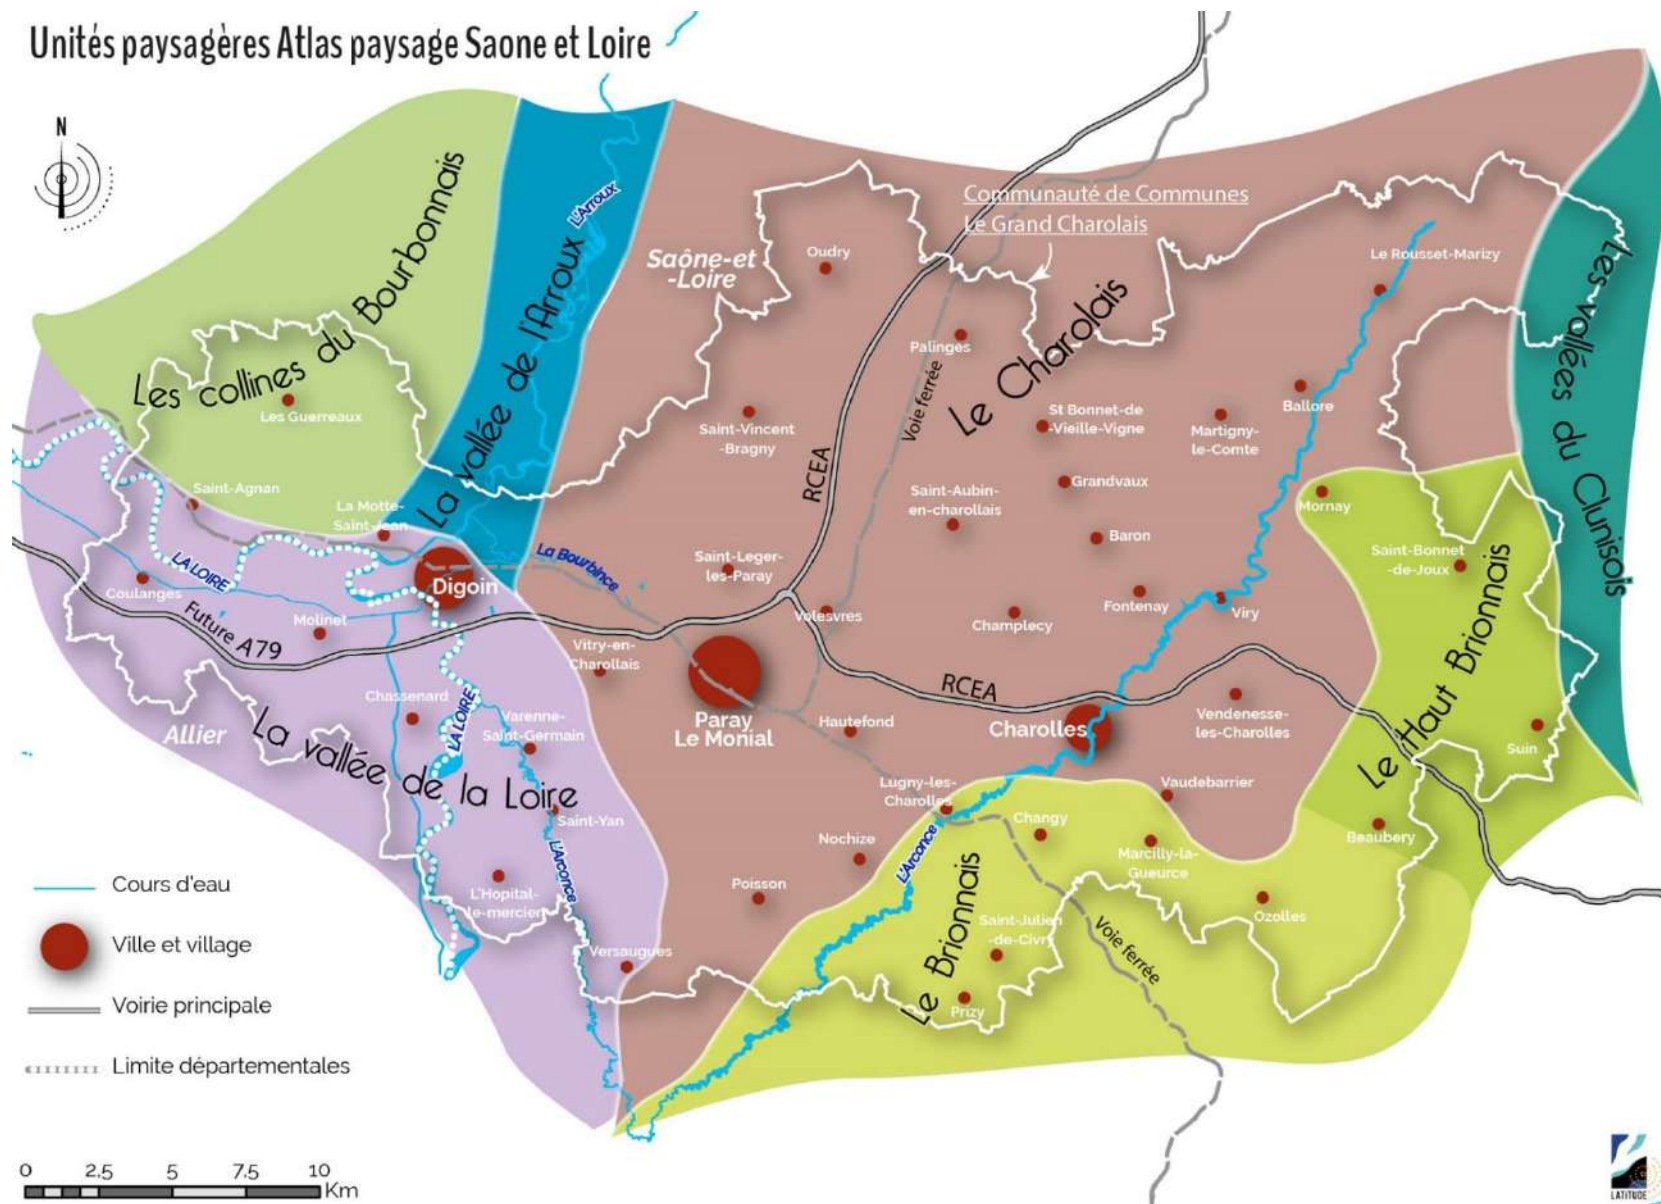 Unités paysagères Atlas paysage Saone et Loire
N
L'Arroux
Communauté de Communes
Le Grand Charolais
Saône-et
-Loire
Oudry
Le Rousset-Marizy
Les collines du Bourbonnais
La vallée de l'Arroux
Le Charolais
Les vallées du Clunisois
Palinges
Les Guerreaux
Saint-Vincent
-Bragny
Voie ferrée
St Bonnet-de
-Vieille-Vigne
Martigny-
le-Comte
Ballore
RCEA
Saint-Agnan
La Motte-
Saint-Jean
Saint-Aubin-
en-charollais
Grandvaux
Mornay
Baron
Saint-Bonnet
-de-Joux
LA LOIRE
La Bourbince
Saint-Leger-
les-Paray
Coulanges
Digoin
Molinet
Future A79
Volesvres
Champlecy
Fontenay
Viry
Vitry-en-
Charollais
Le Haut Brionnais
RCEA
Chassenard
LA LOIRE
Varenne-
Saint-Germain
Paray
Le Monial
Hautefond
Charolles
Vendenesse-
les-Charolles
Suin
Allier
La vallée de la Loire
Lugny-les-
Charolles
Vaudebarrier
Saint-Yan
Changy
Beaubery
L'Arconce
L'Arconce
Nochize
Marcilly-la-
Gueurce
Poisson
L'Hopital-
le-mercier
Le Brionnais
Saint-Julien
-de-Civry
Ozolles
Voie ferrée
Versaugues
Prizy
Cours d'eau
Ville et village
Voirie principale
Limite départementales
0 2,5 5 7,5 10
Km
LATITUDE